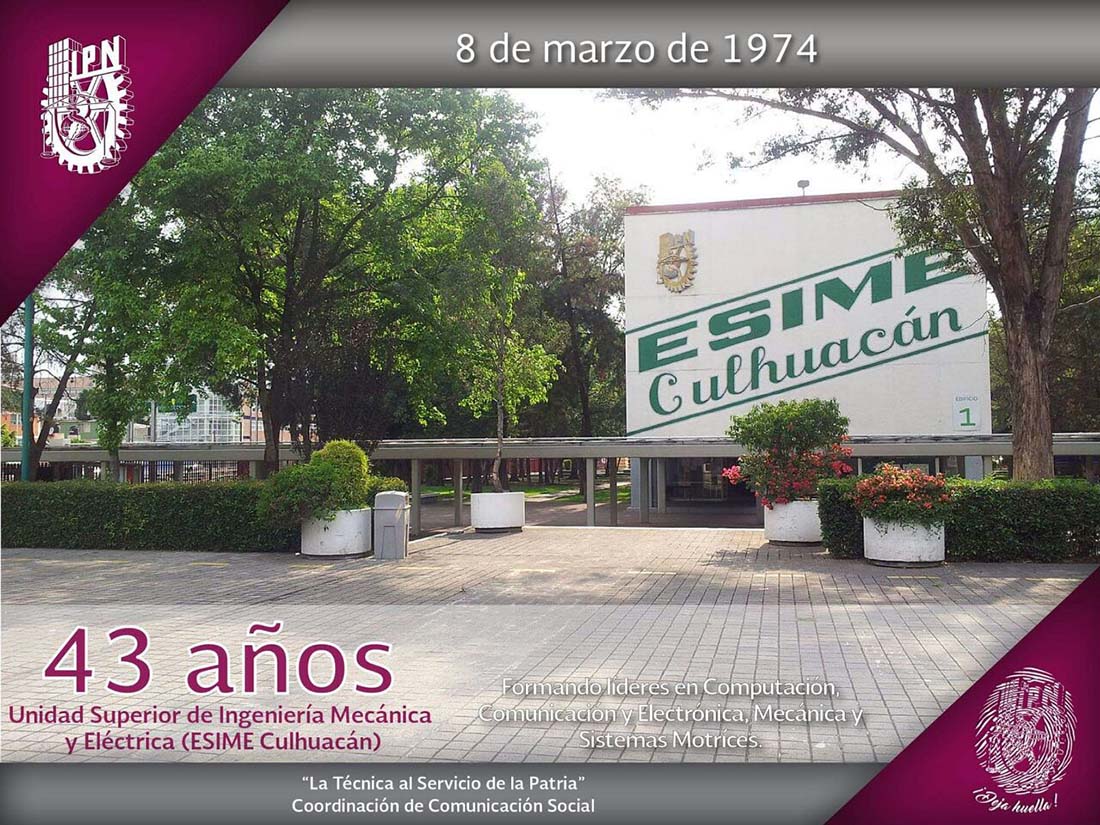 IPN
8 de marzo de 1974
IPN
ESIME
Culhuacán
EDIFICIO
1
43 años
Unidad Superior de Ingeniería Mecánica
y Eléctrica (ESIME Culhuacán)
Formando líderes en Computación,
Comunicación y Electrónica, Mecánica y
Sistemas Motrices.
“La Técnica al Servicio de la Patria”
Coordinación de Comunicación Social
IPN
¡Deja huella!